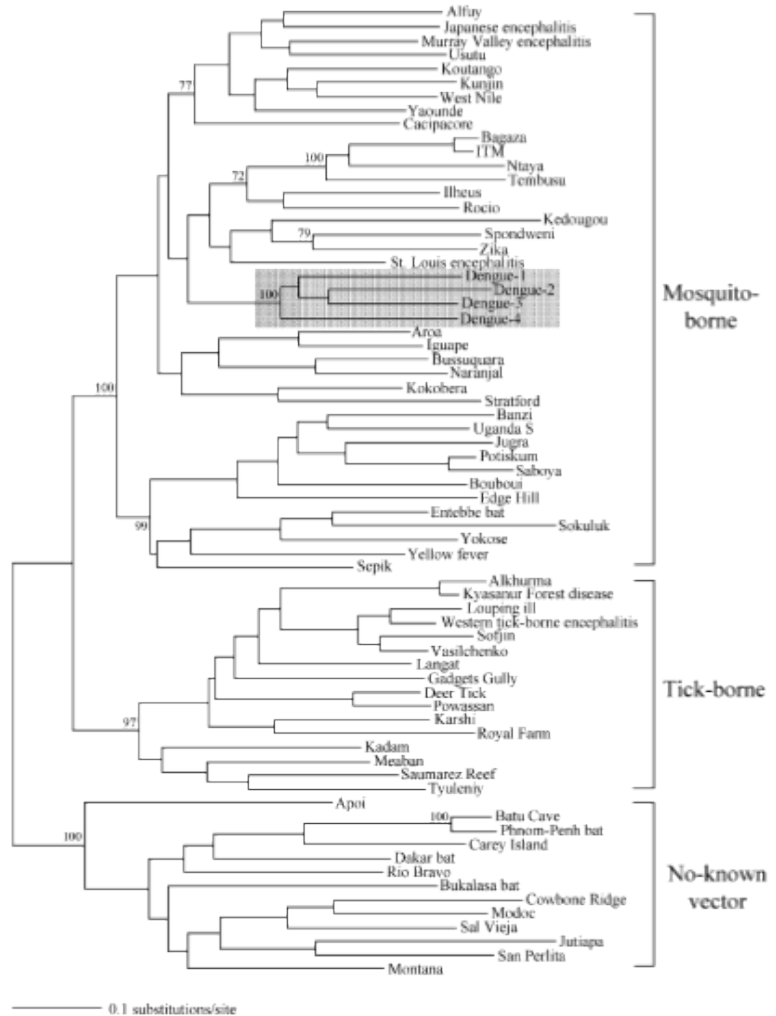 Alfuy
Japanese encephalitis
Murray Valley encephalitis
Usutu
Koutango
77
Kunjin
West Nile
Yaounde
Cacipacore
Bagaza
ITM
100
Ntaya
72
Tembusu
Ilheus
Rocio
Kedougou
79
Spondweni
Zika
St. Louis encephalitis
Dengue-1
100
Dengue-2
Dengue-3
Dengue-4
Mosquito-
borne
Aroa
Iguape
Bussuquara
Naranjal
100
Kokobera
Stratford
Banzi
Uganda S
Jugra
Potiskum
Saboya
Bouboui
Edge Hill
Entebbe bat
99
Sokuluk
Yokose
Yellow fever
Sepik
Alkhurma
Kyasanur Forest disease
Louping ill
Western tick-borne encephalitis
Sofjin
Vasilchenko
Langat
Gadgets Gully
Tick-borne
Deer Tick
Powassan
97
Karshi
Royal Farm
Kadam
Meaban
Saumarez Reef
Tyuleniy
Apoi
100
Batu Cave
Phnom-Penh bat
100
Carey Island
Dakar bat
Rio Bravo
No-known
vector
Bukalasa bat
Cowbone Ridge
Modoc
Sal Vieja
Jutiapa
San Perlita
Montana
0.1 substitutions/site